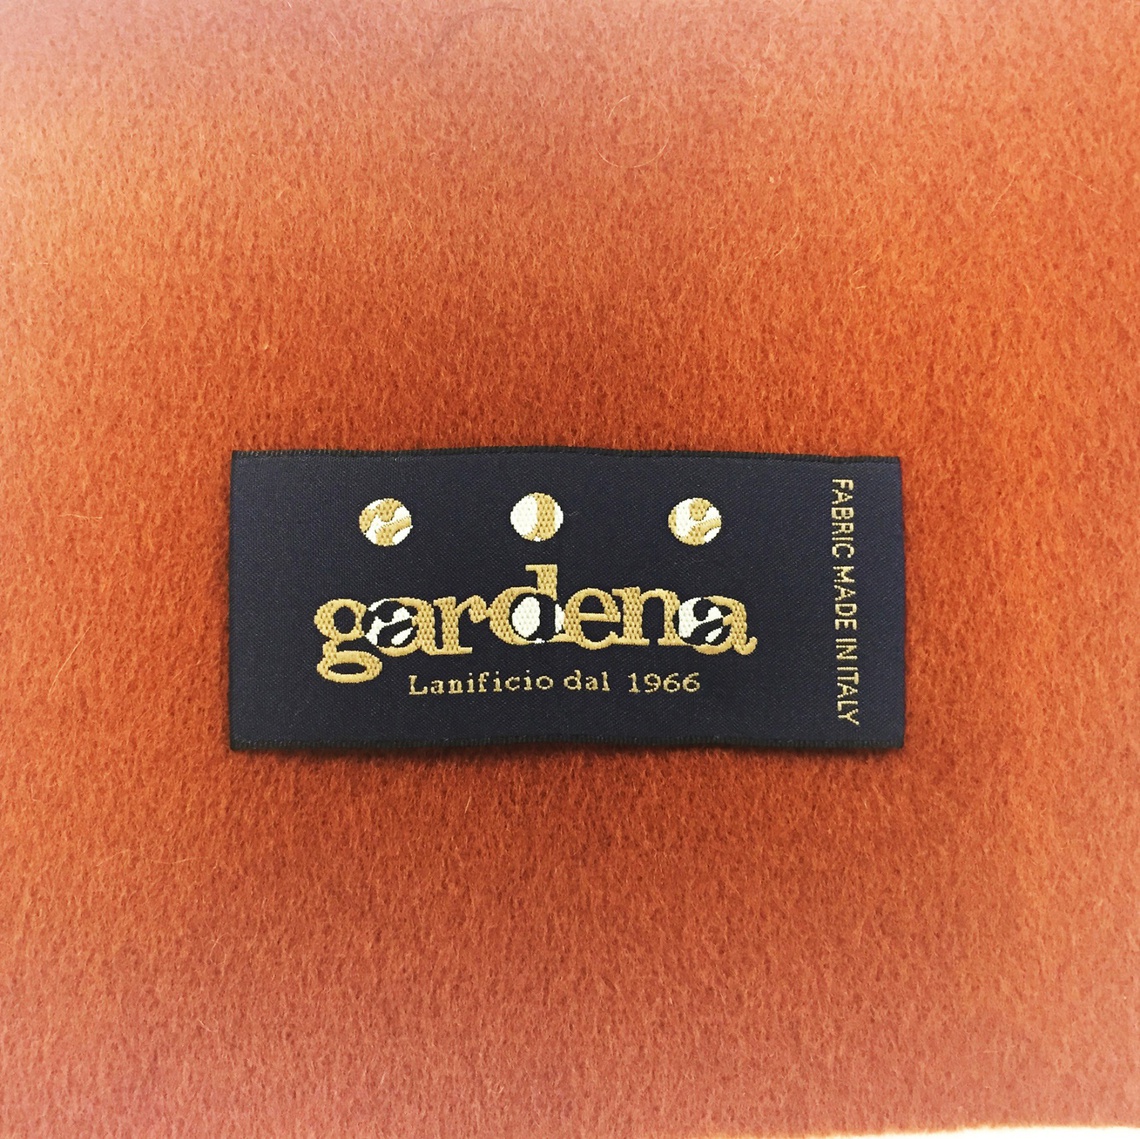 gardena
Lanificio dal 1966
FABRIC MADE IN ITALY